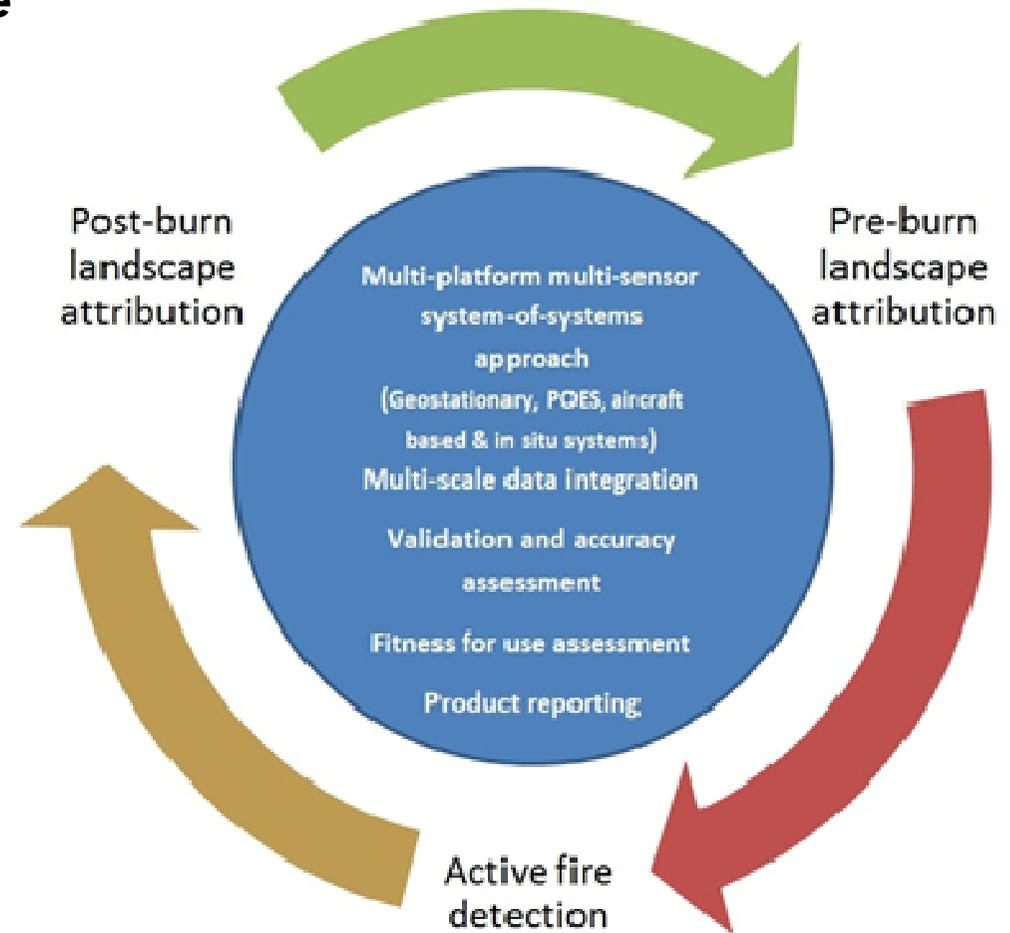 Post-burn
landscape
attribution
Pre-burn
landscape
attribution
Multi-platform multi-sensor
system-of-systems
approach
(Geostationary, POES, aircraft
based & in situ systems)
Multi-scale data integration
Validation and accuracy
assessment
Fitness for use assessment
Product reporting
Active fire
detection